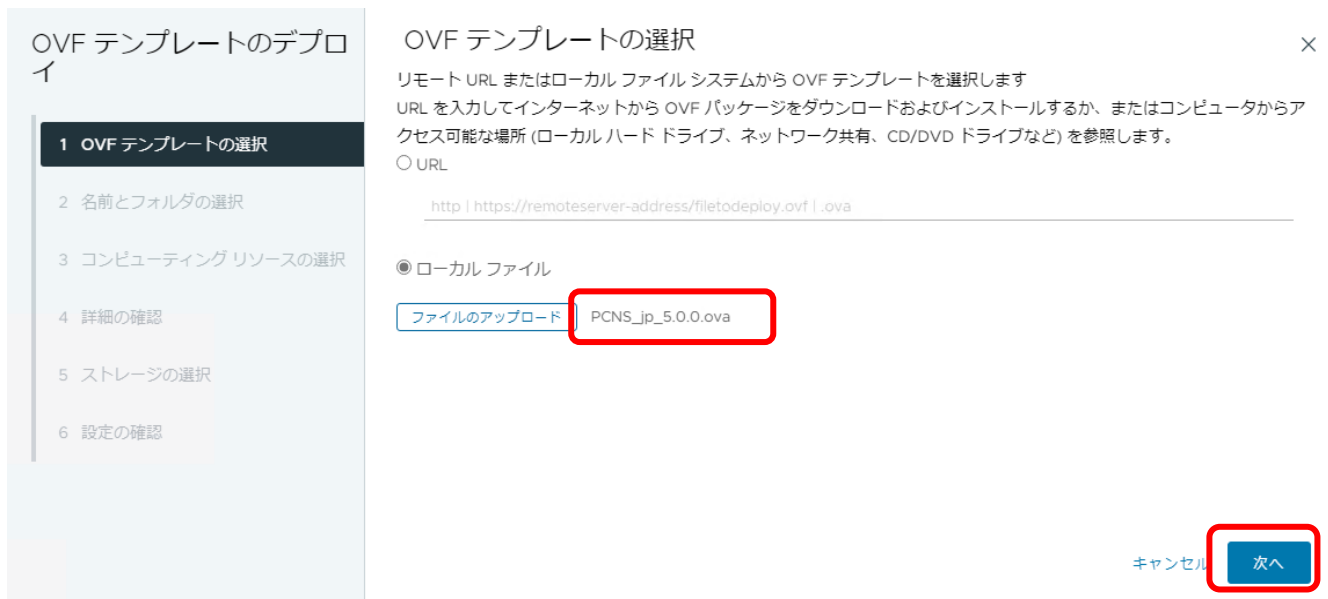 OVF テンプレートのデプロ
イ
1 OVF テンプレートの選択
2 名前とフォルダの選択
3 コンピューティング リソースの選択
4 詳細の確認
5 ストレージの選択
6 設定の確認
OVF テンプレートの選択
リモート URL またはローカル ファイル システムから OVF テンプレートを選択します
URL を入力してインターネットから OVF パッケージをダウンロードおよびインストールするか、またはコンピュータからア
クセス可能な場所 (ローカル ハード ドライブ、ネットワーク共有、CD/DVD ドライブなど) を参照します。
URL
http | https://remoteserver-address/filetodeploy.ovf | .ova
ローカル ファイル
ファイルのアップロード PCNS_jp_5.0.0.ova
キャンセル 次へ